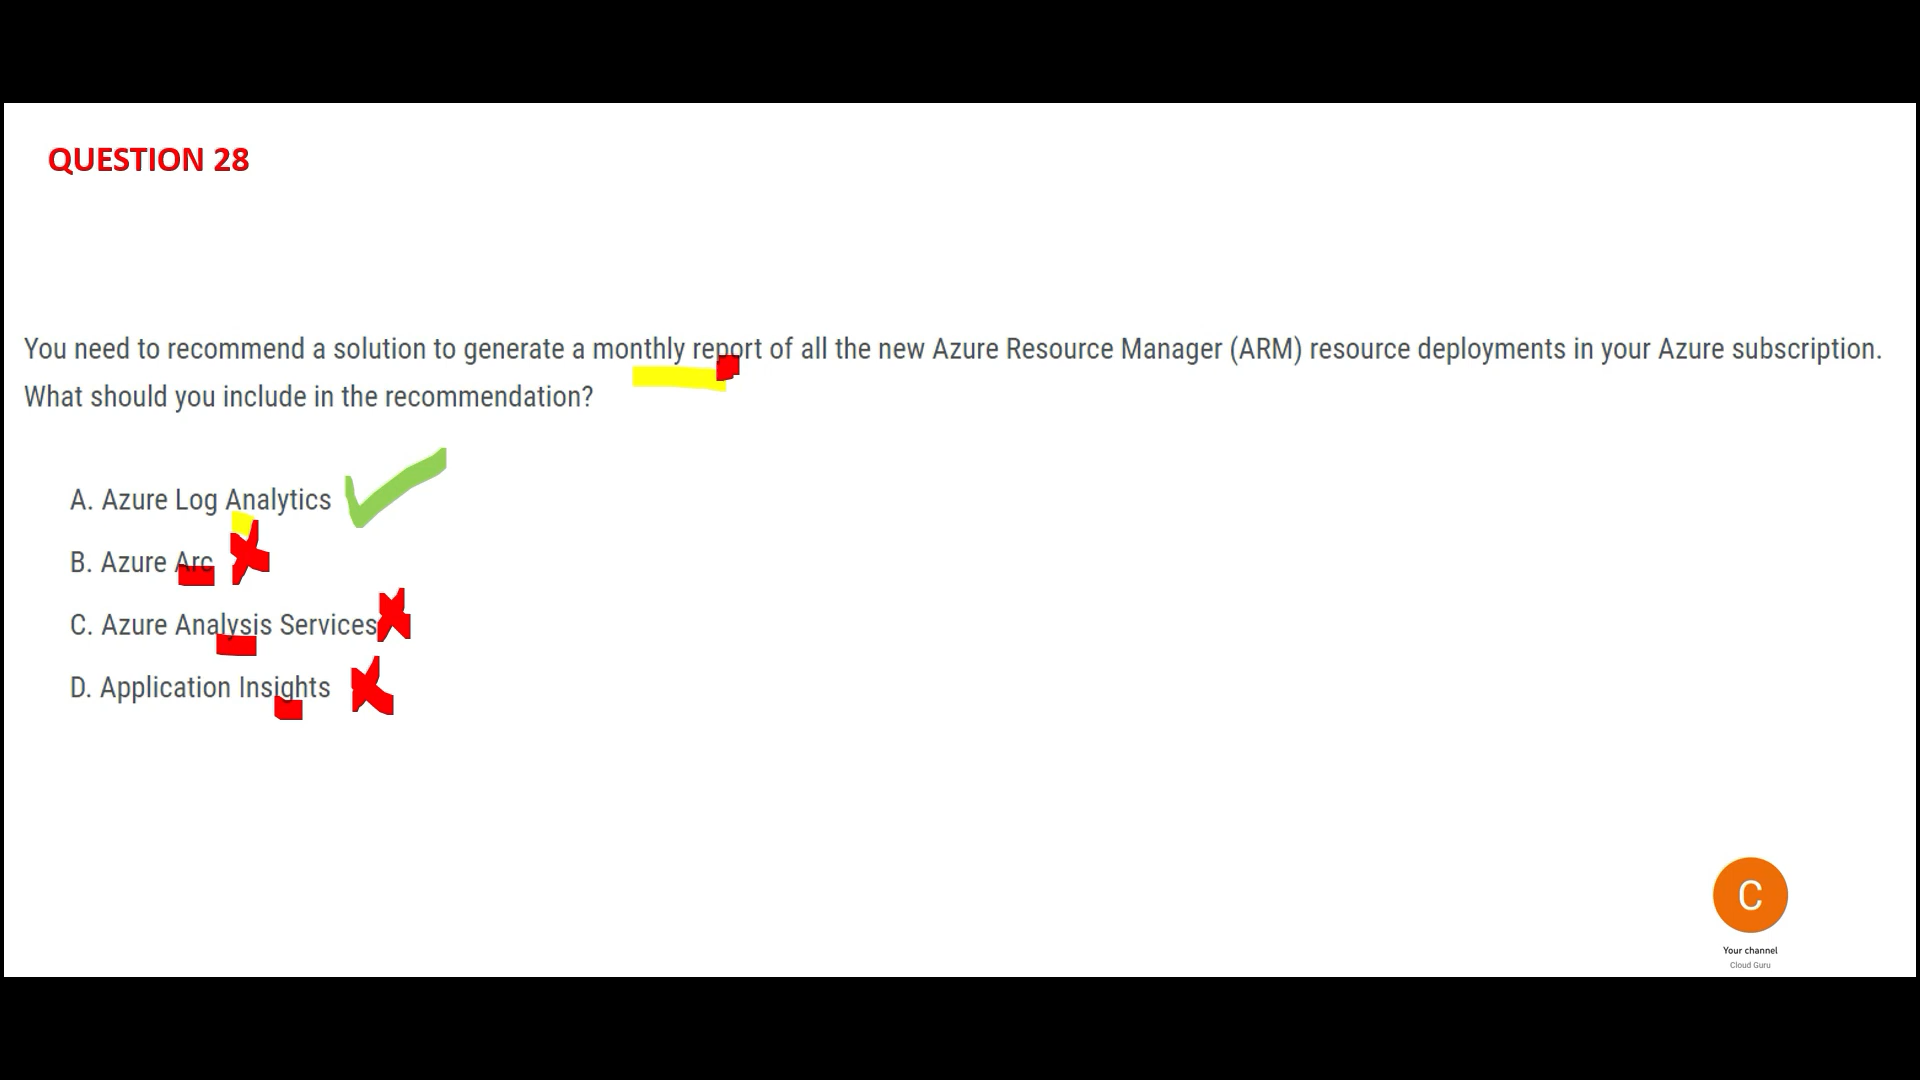 QUESTION 28
You need to recommend a solution to generate a monthly report of all the new Azure Resource Manager (ARM) resource deployments in your Azure subscription.
What should you include in the recommendation?
A. Azure Log Analytics
B. Azure Arc
C. Azure Analysis Services
D. Application Insights
C
Your channel
Cloud Guru